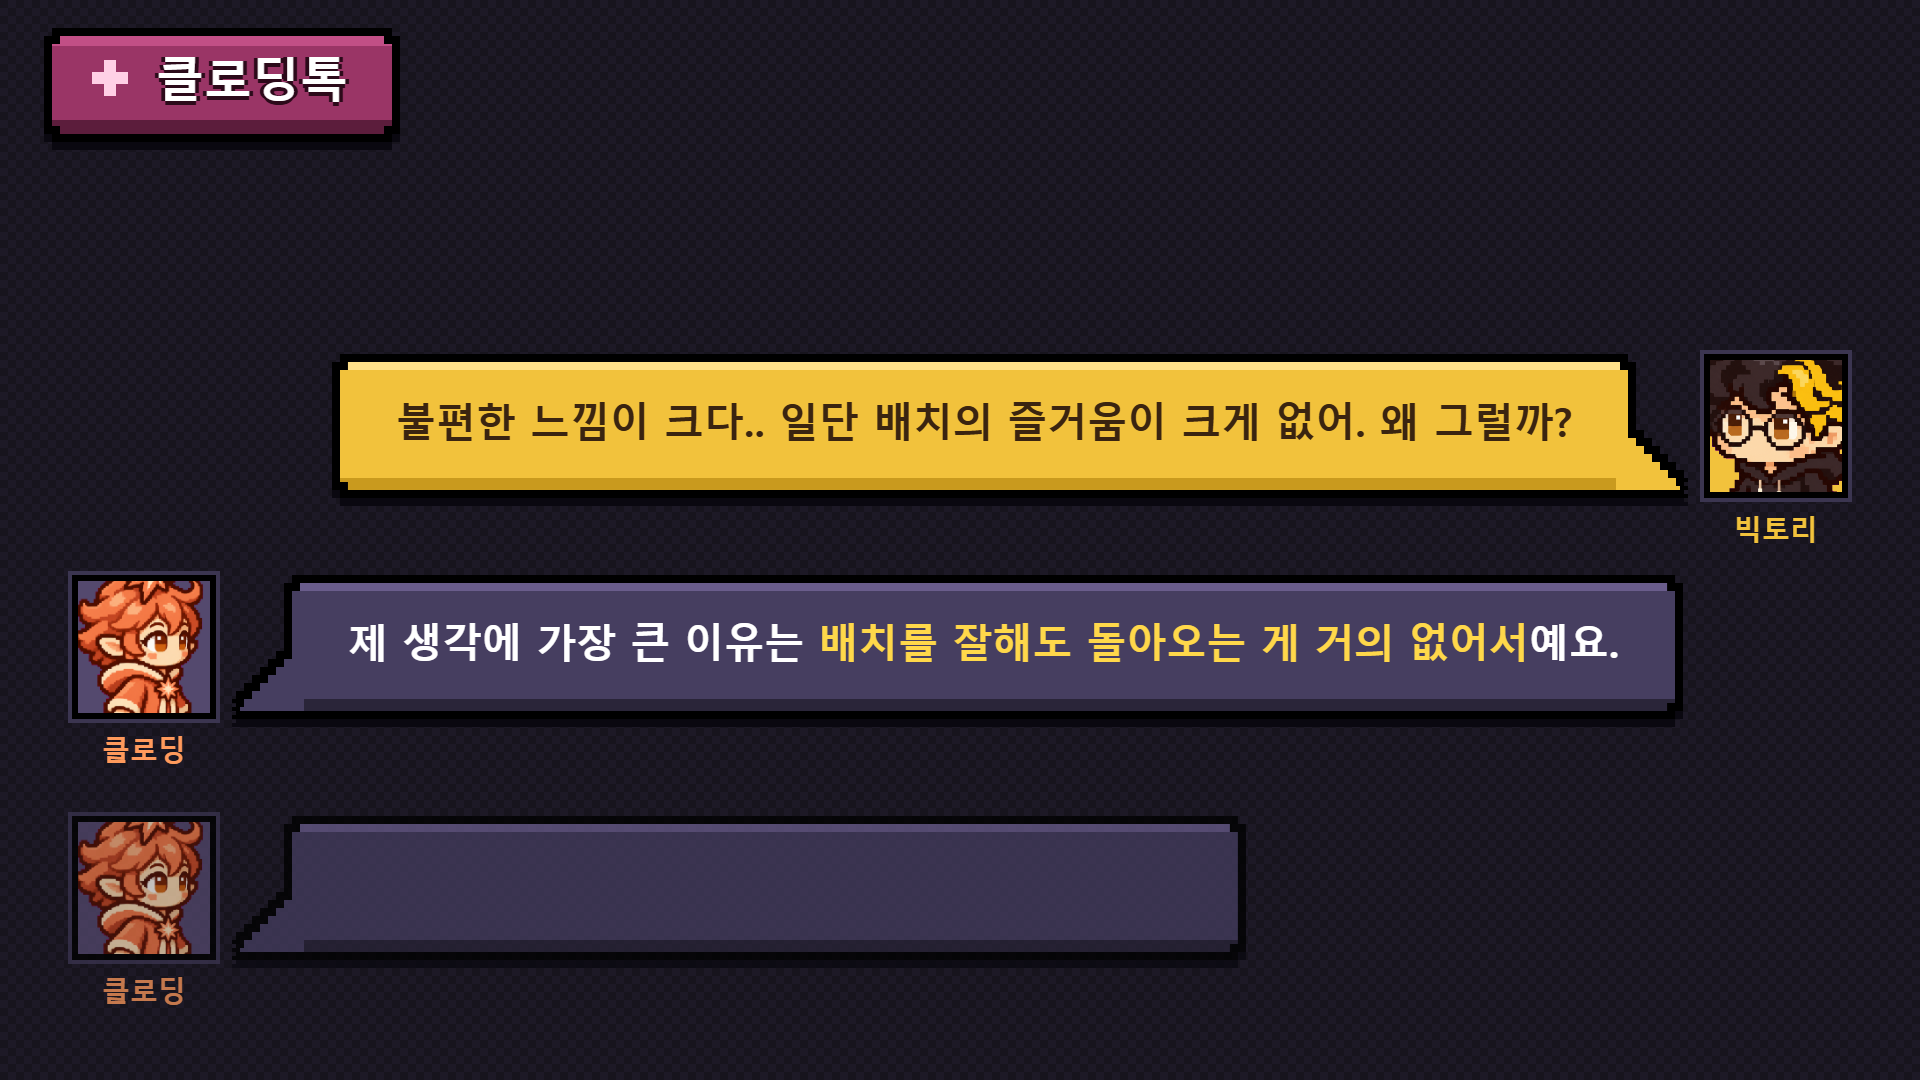 클로딩톡
불편한 느낌이 크다.. 일단 배치의 즐거움이 크게 없어. 왜 그럴까?
빅토리
제 생각에 가장 큰 이유는 배치를 잘해도 돌아오는 게 거의 없어서예요.
클로딩
클로딩